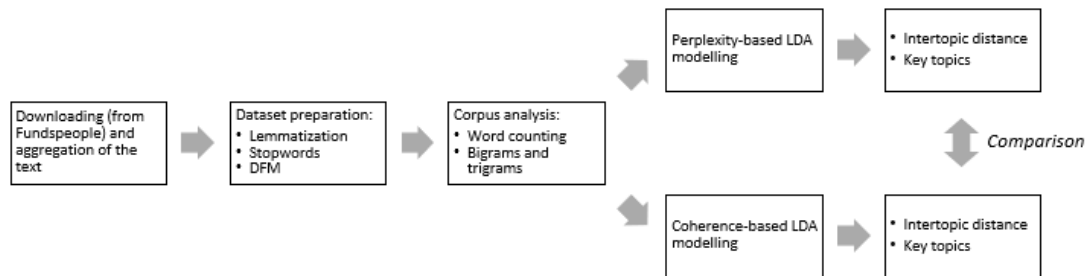 Downloading (from
Fundspeople) and
aggregation of the
text
Dataset preparation:
• Lemmatization
• Stopwords
• DFM
Corpus analysis:
• Word counting
• Bigrams and
trigrams
Perplexity-based LDA
modelling
• Intertopic distance
• Key topics
Comparison
Coherence-based LDA
modelling
• Intertopic distance
• Key topics